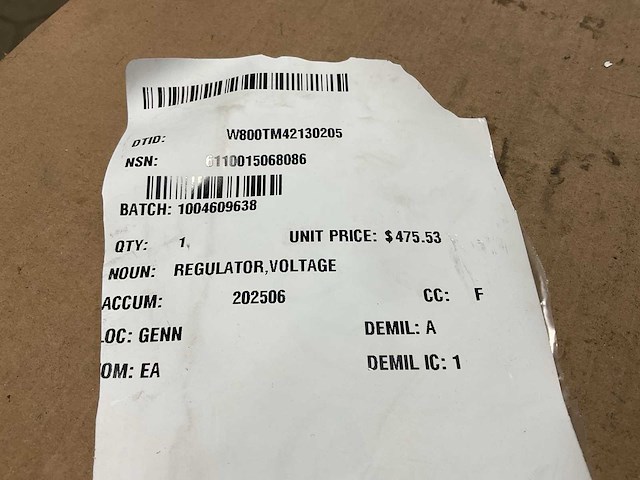 DTID: W800TM42130205
NSN: 6110015068086
BATCH: 1004609638
QTY: 1 UNIT PRICE: $475.53
NOUN: REGULATOR,VOLTAGE
ACCUM: 202506 CC: F
LOC: GENN DEMIL: A
OM: EA DEMIL IC: 1